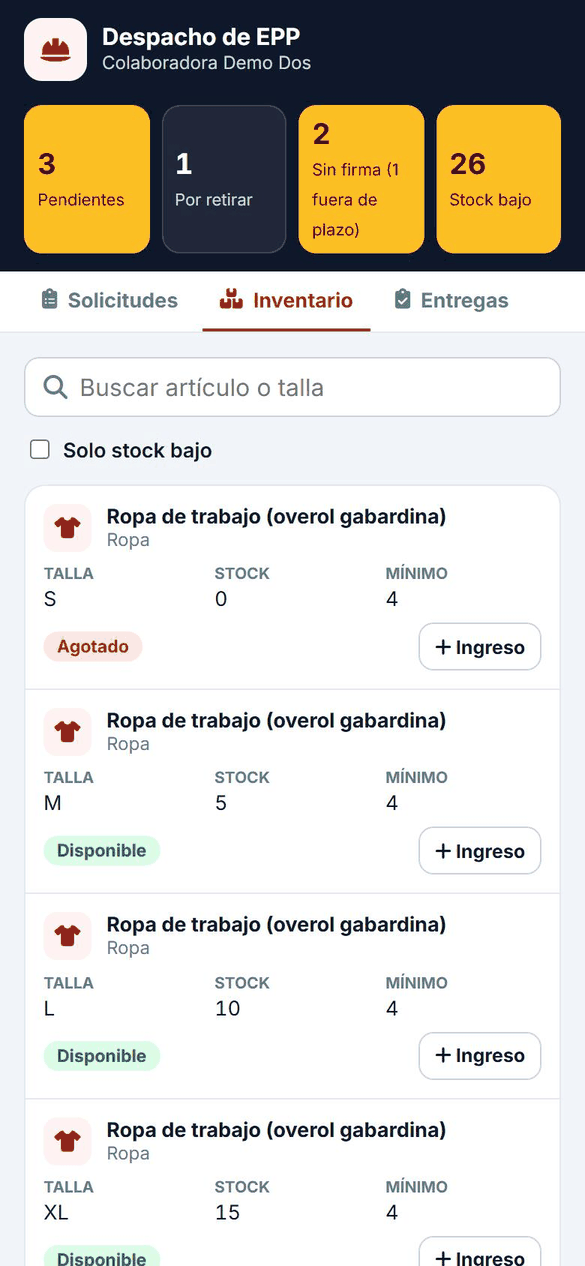 Despacho de EPP
Colaboradora Demo Dos
3
Pendientes
1
Por retirar
2
Sin firma (1
fuera de
plazo)
26
Stock bajo
Solicitudes
Inventario
Entregas
Buscar artículo o talla
Solo stock bajo
Ropa de trabajo (overol gabardina)
Ropa
TALLA STOCK MÍNIMO
S 0 4
Agotado + Ingreso
Ropa de trabajo (overol gabardina)
Ropa
TALLA STOCK MÍNIMO
M 5 4
Disponible + Ingreso
Ropa de trabajo (overol gabardina)
Ropa
TALLA STOCK MÍNIMO
L 10 4
Disponible + Ingreso
Ropa de trabajo (overol gabardina)
Ropa
TALLA STOCK MÍNIMO
XL 15 4
Disponible + Ingreso